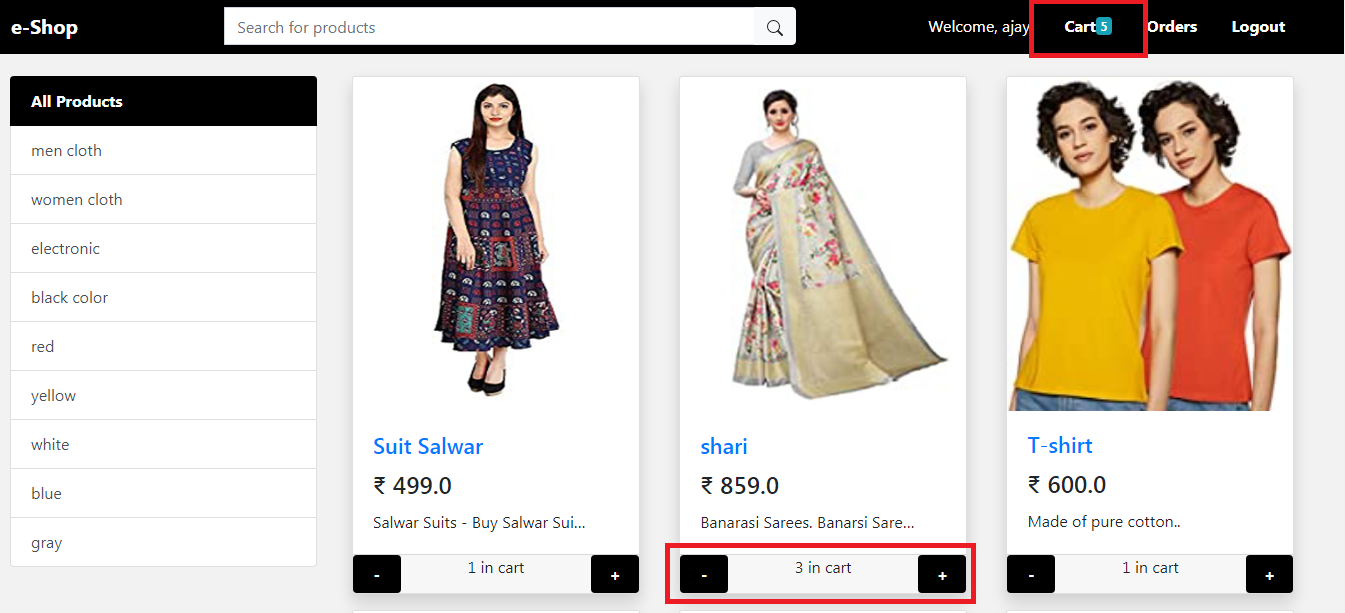 e-Shop
Search for products
Welcome, ajay
Cart 5
Orders
Logout
All Products
men cloth
women cloth
electronic
black color
red
yellow
white
blue
gray
Suit Salwar
₹ 499.0
Salwar Suits - Buy Salwar Sui...
- 1 in cart +
shari
₹ 859.0
Banarasi Sarees. Banarsi Sare...
- 3 in cart +
T-shirt
₹ 600.0
Made of pure cotton..
- 1 in cart +